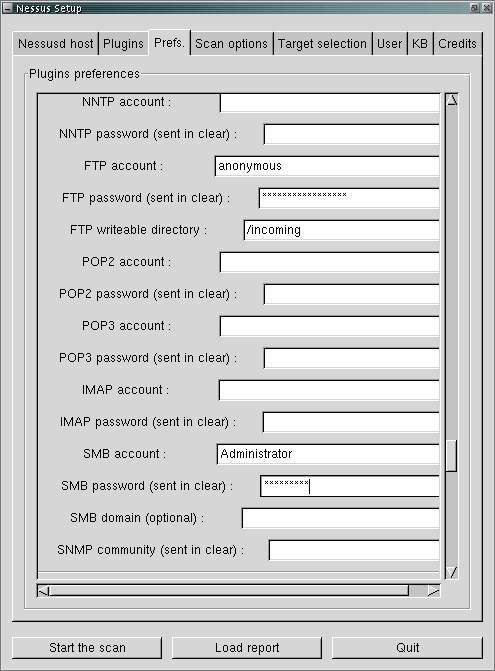 Nessus Setup
Nessusd host Plugins Prefs. Scan options Target selection User KB Credits
Plugins preferences
NNTP account :
NNTP password (sent in clear) :
FTP account : anonymous
FTP password (sent in clear) : *****************
FTP writeable directory : /incoming
POP2 account :
POP2 password (sent in clear) :
POP3 account :
POP3 password (sent in clear) :
IMAP account :
IMAP password (sent in clear) :
SMB account : Administrator
SMB password (sent in clear) : *********
SMB domain (optional) :
SNMP community (sent in clear) :
Start the scan Load report Quit